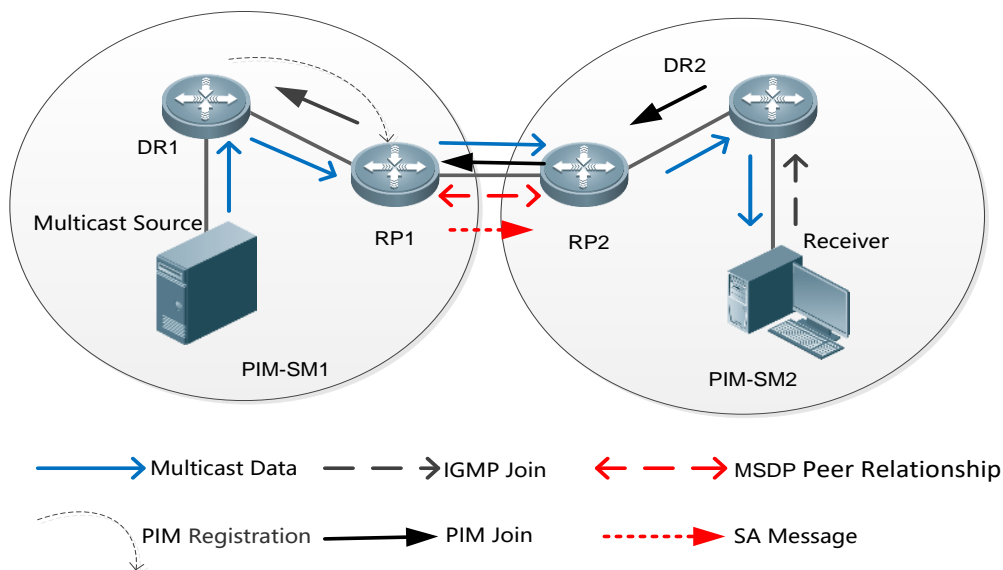 DR2
DR1
Multicast Source
RP1
RP2
Receiver
PIM-SM1
PIM-SM2
Multicast Data
IGMP Join
MSDP Peer Relationship
PIM Registration
PIM Join
SA Message